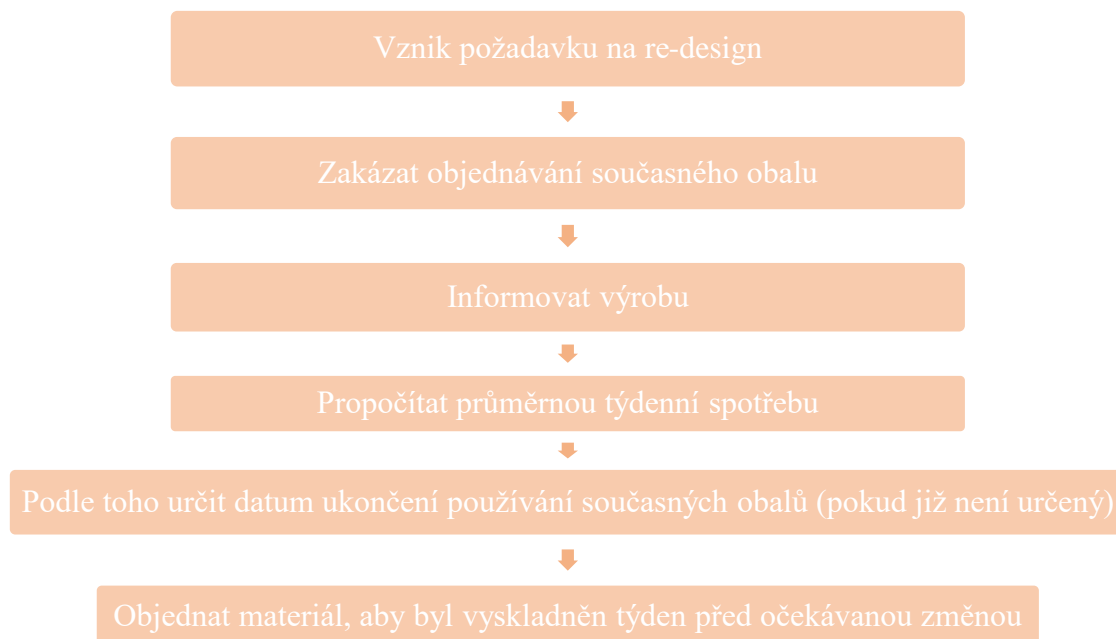 Vznik požadavku na re-design
Zakázat objednávání současného obalu
Informovat výrobu
Propočítat průměrnou týdenní spotřebu
Podle toho určit datum ukončení používání současných obalů (pokud již není určený)
Objednat materiál, aby byl vyskladněn týden před očekávanou změnou